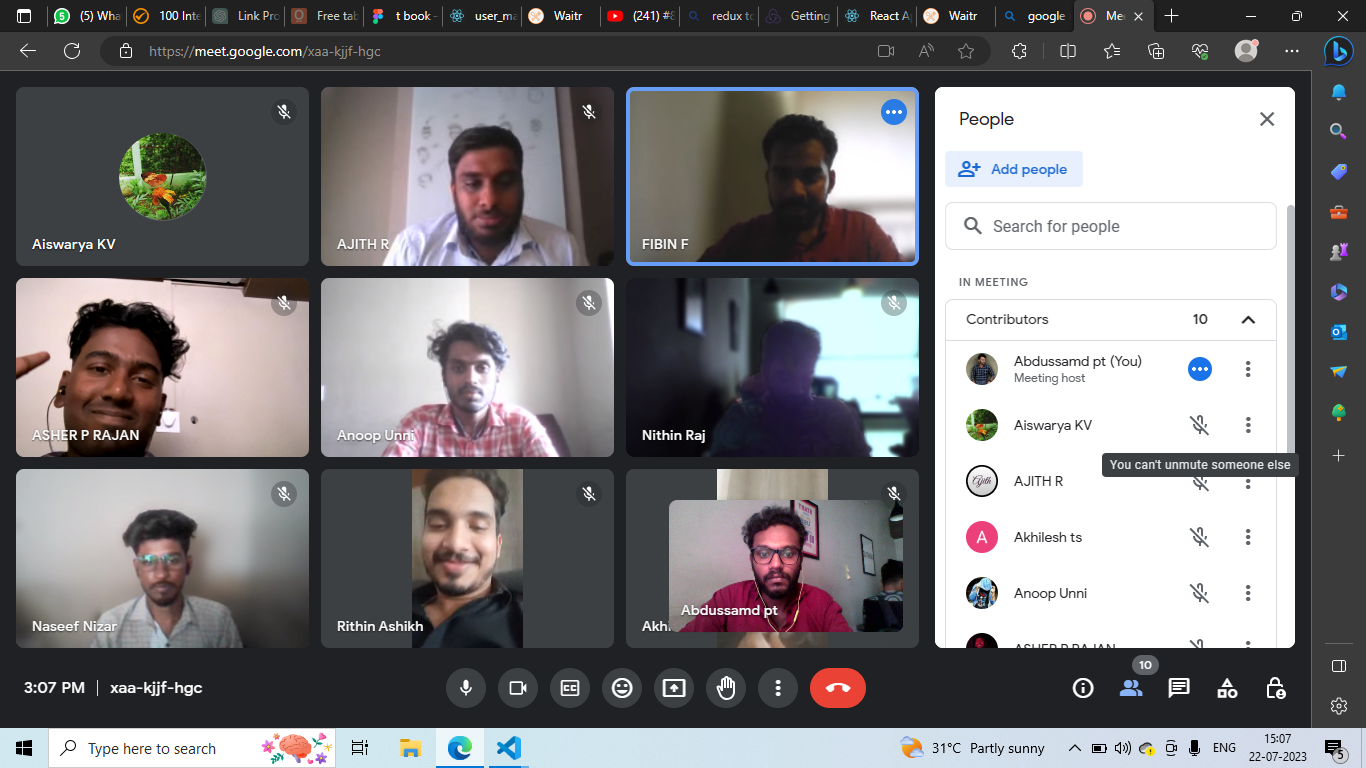 (5) Wha
100 Inte
Link Pro
Free tab
t book -
user_ma
Waitr
(241) #8
redux to
Getting
React A
Waitr
google
Mee
https://meet.google.com/xaa-kjjf-hgc
Aiswarya KV
AJITH R
FIBIN F
ASHER P RAJAN
Anoop Unni
Nithin Raj
Naseef Nizar
Rithin Ashikh
Akhi
Abdussamd pt
People
Add people
Search for people
IN MEETING
Contributors 10
Abdussamd pt (You)
Meeting host
Aiswarya KV
You can't unmute someone else
AJITH R
A Akhilesh ts
Anoop Unni
ASHER P RAJAN
3:07 PM | xaa-kjjf-hgc
10
Type here to search
31°C Partly sunny
ENG
15:07
22-07-2023
5